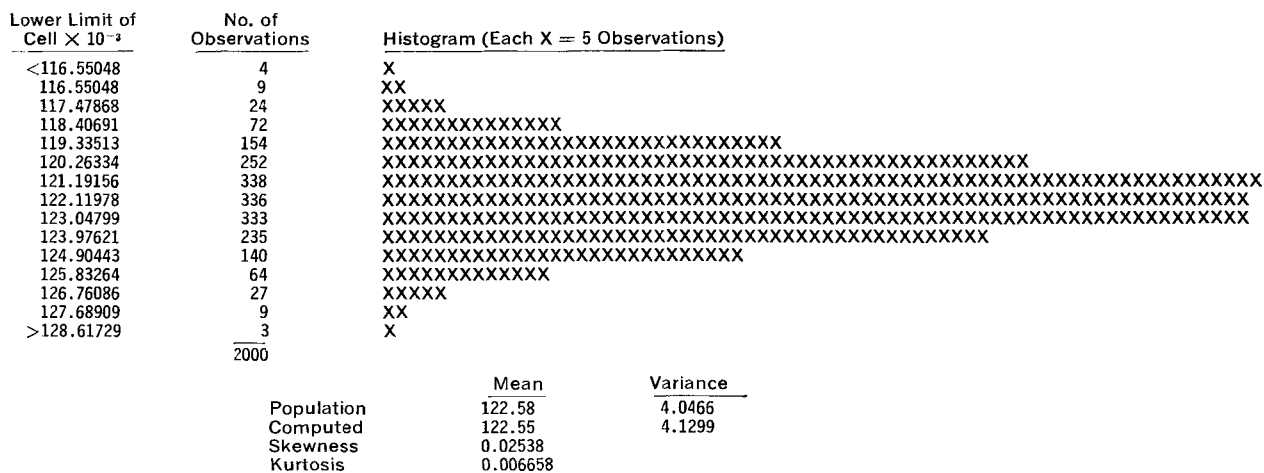 Lower Limit of No. of
Cell × 10⁻³ Observations Histogram (Each X = 5 Observations)
<116.55048 4 X
116.55048 9 XX
117.47868 24 XXXXX
118.40691 72 XXXXXXXXXXXXXX
119.33513 154 XXXXXXXXXXXXXXXXXXXXXXXXXXXXXXX
120.26334 252 XXXXXXXXXXXXXXXXXXXXXXXXXXXXXXXXXXXXXXXXXXXXXXXXXX
121.19156 338 XXXXXXXXXXXXXXXXXXXXXXXXXXXXXXXXXXXXXXXXXXXXXXXXXXXXXXXXXXXXXXXXXXXX
122.11978 336 XXXXXXXXXXXXXXXXXXXXXXXXXXXXXXXXXXXXXXXXXXXXXXXXXXXXXXXXXXXXXXXXXXX
123.04799 333 XXXXXXXXXXXXXXXXXXXXXXXXXXXXXXXXXXXXXXXXXXXXXXXXXXXXXXXXXXXXXXXXXXX
123.97621 235 XXXXXXXXXXXXXXXXXXXXXXXXXXXXXXXXXXXXXXXXXXXXXXX
124.90443 140 XXXXXXXXXXXXXXXXXXXXXXXXXXXX
125.83264 64 XXXXXXXXXXXXX
126.76086 27 XXXXX
127.68909 9 XX
>128.61729 3 X
2000
Mean Variance
Population 122.58 4.0466
Computed 122.55 4.1299
Skewness 0.02538
Kurtosis 0.006658